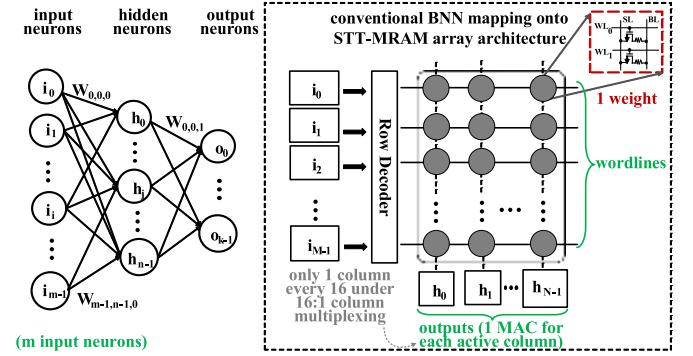 input neurons
hidden neurons
output neurons
i0
i1
ii
im-1
W0,0,0
Wm-1,n-1,0
h0
hj
hn-1
W0,0,1
o0
ok-1
(m input neurons)
conventional BNN mapping onto
STT-MRAM array architecture
SL BL
WL0
WL1
1 weight
i0
i1
i2
iM-1
Row Decoder
wordlines
only 1 column
every 16 under
16:1 column
multiplexing
h0
h1
hN-1
outputs (1 MAC for
each active column)